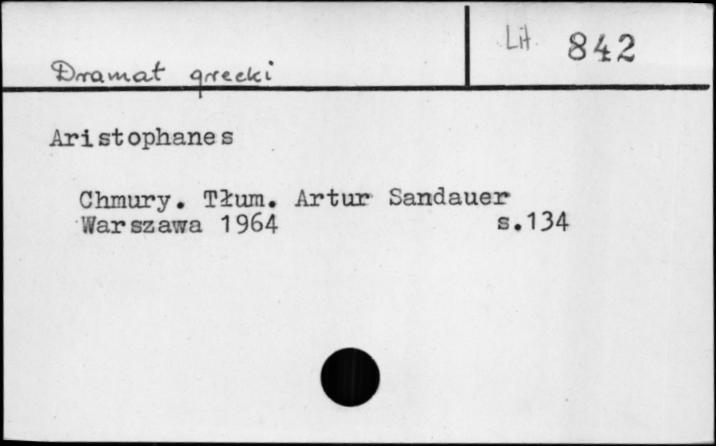 Lit 842
Dramat grecki
Aristophanes
Chmury. Tłum. Artur Sandauer
Warszawa 1964 s.134